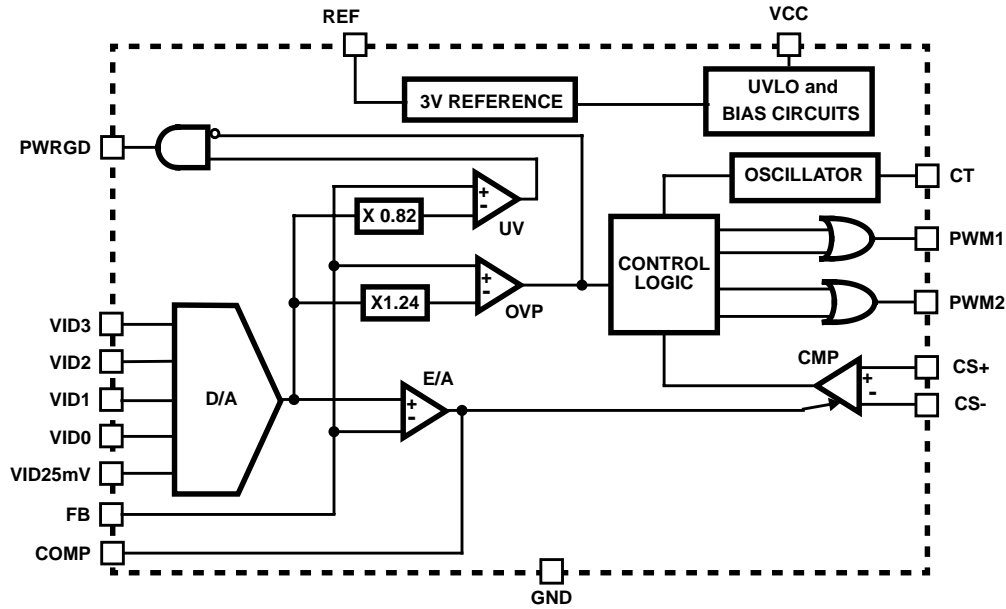 REF
VCC
3V REFERENCE
UVLO and
BIAS CIRCUITS
PWRGD
OSCILLATOR
CT
+
-
X 0.82
UV
PWM1
CONTROL
LOGIC
+
-
X1.24
OVP
PWM2
VID3
VID2
VID1
VID0
VID25mV
D/A
E/A
+
-
CMP
+
-
CS+
CS-
FB
COMP
GND